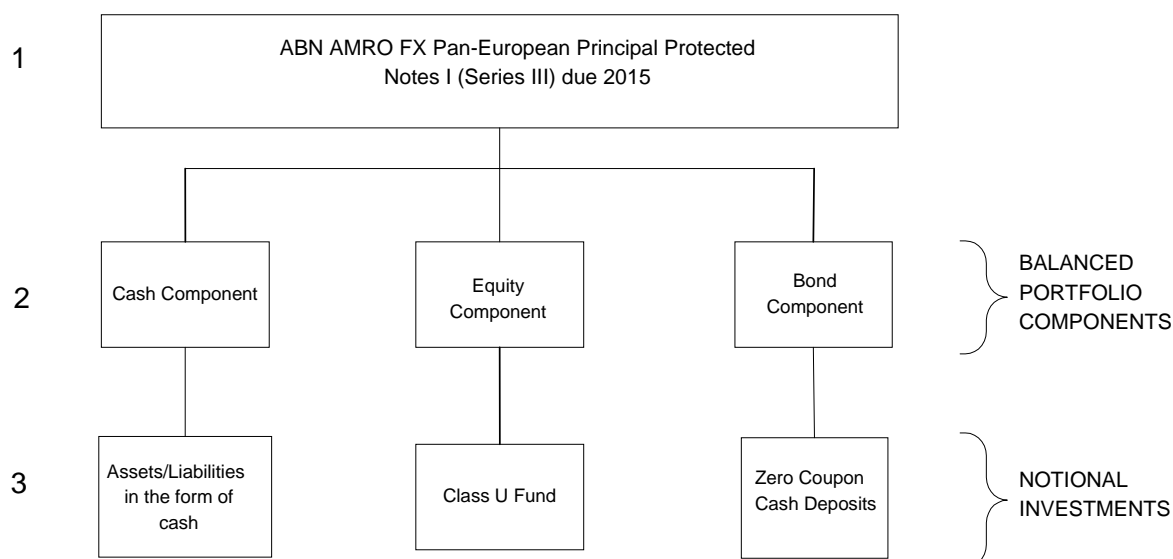 1
ABN AMRO FX Pan-European Principal Protected
Notes I (Series III) due 2015
2
Cash Component
Equity
Component
Bond
Component
BALANCED
PORTFOLIO
COMPONENTS
3
Assets/Liabilities
in the form of
cash
Class U Fund
Zero Coupon
Cash Deposits
NOTIONAL
INVESTMENTS